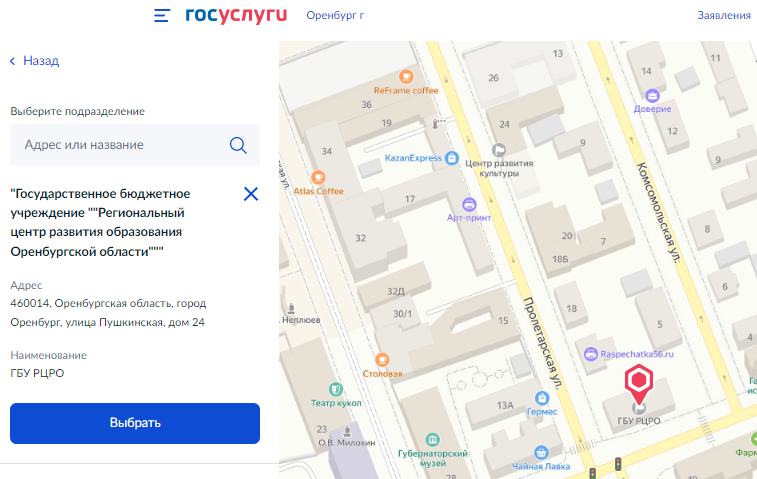 госуслуги
Оренбург г
Заявления
Назад
Выберите подразделение
Адрес или название
"Государственное бюджетное
учреждение ""Региональный
центр развития образования
Оренбургской области"""
Адрес
460014, Оренбургская область, город
Оренбург, улица Пушкинская, дом 24
Наименование
ГБУ РЦРО
Выбрать
13
14
11
26
ReFrame coffee
36
Доверие
19
24
12
34
9
KazanExpress
Центр развития
культуры
Комсомольская ул.
Atlas Coffee
9
17
Арт-принт
8
32
20
7
18Б
32Д
Неплюев
30/1
18
15
Пролетарская ул.
5
Raspechatka56.ru
Столовая
Театр кукол
13А
Гермес
ГБУ РЦРО
23
О.В. Милохин
Губернаторский
музей
Чайная Лавка